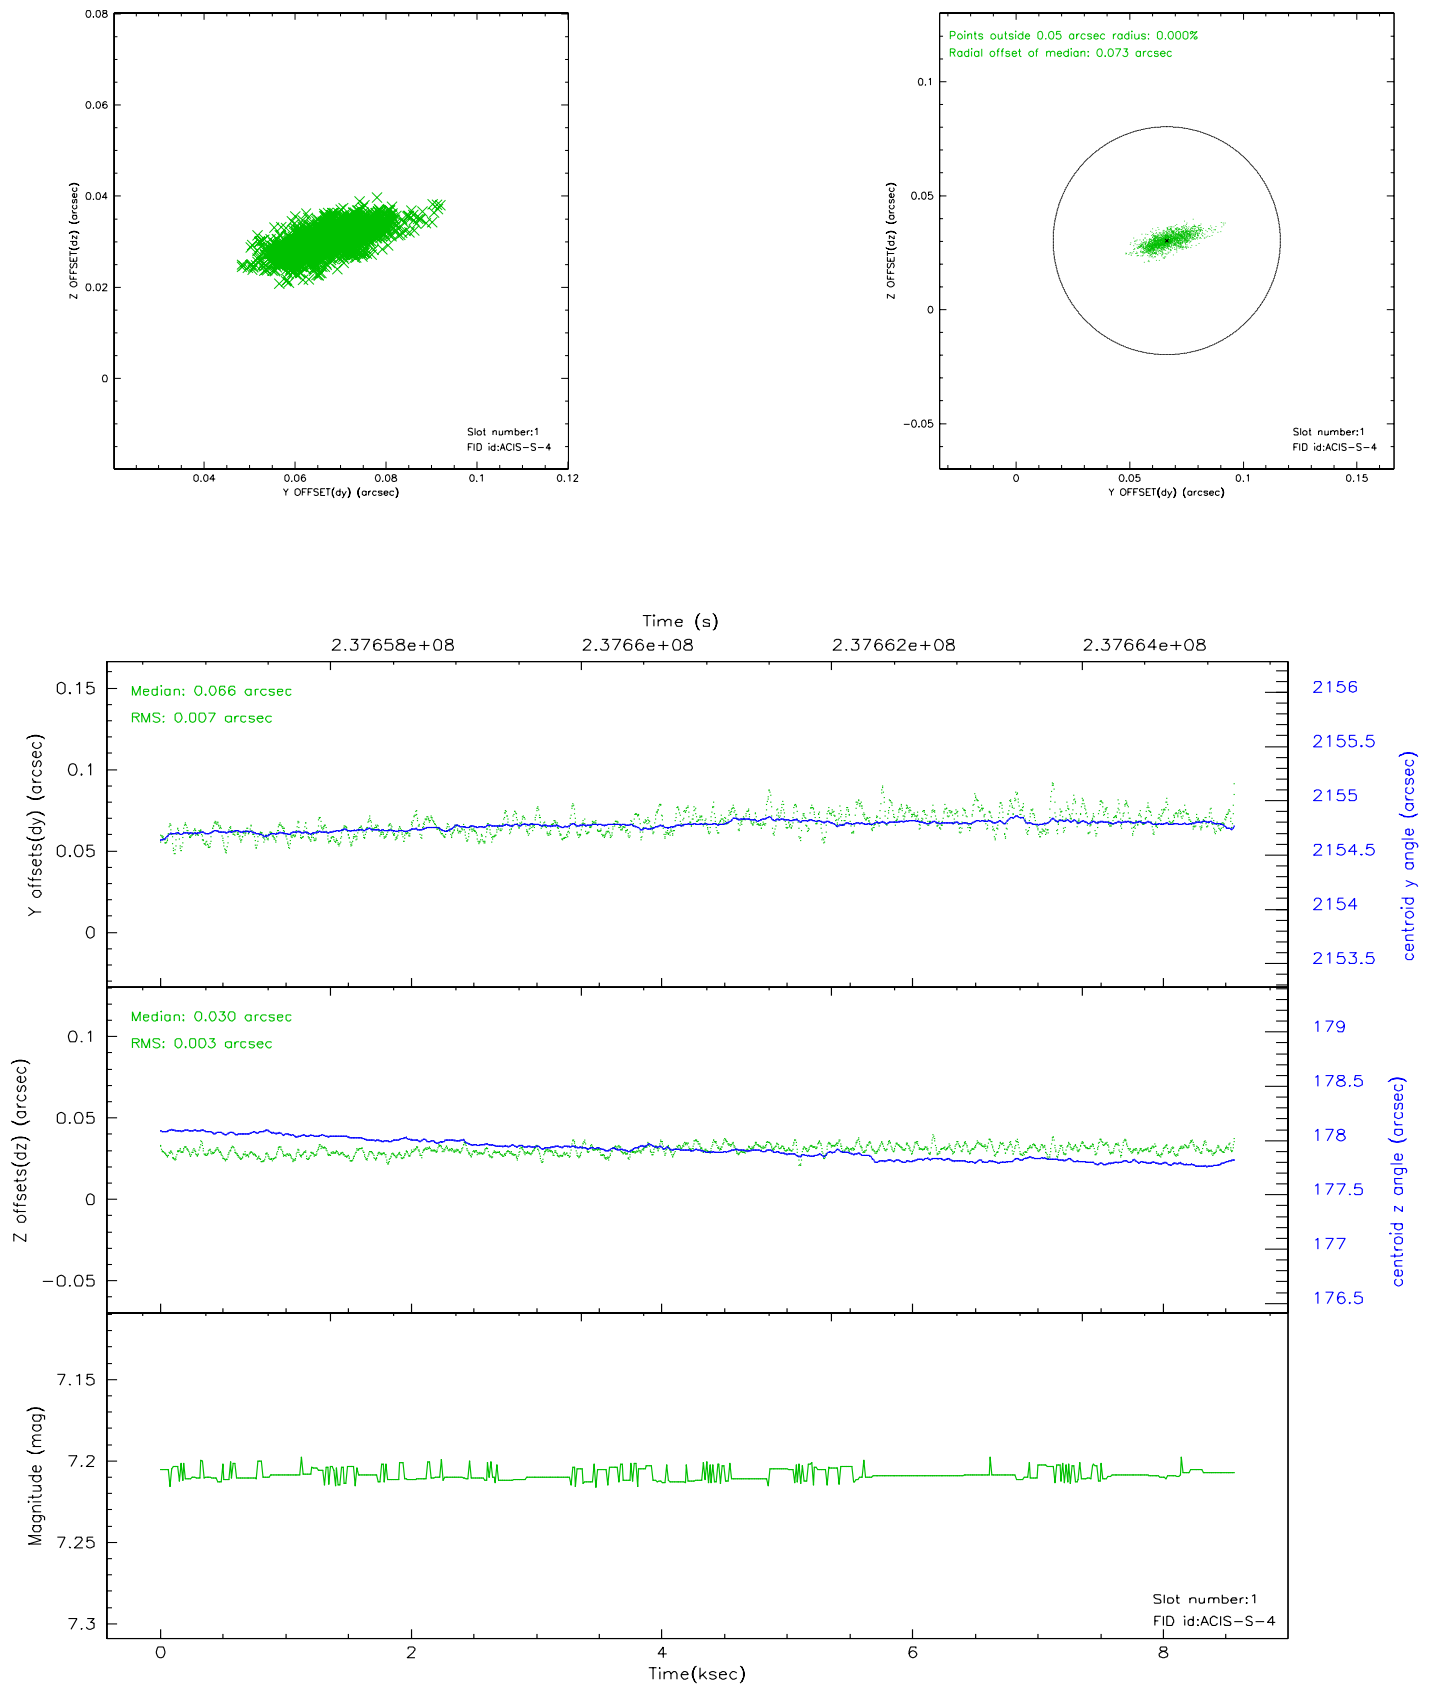 0.08
0.06
0.04
0.02
0
Z OFFSET(dz) (arcsec)
Slot number:1
FID id:ACIS-S-4
0.04 0.06 0.08 0.1 0.12
Y OFFSET(dy) (arcsec)
Points outside 0.05 arcsec radius: 0.000%
Radial offset of median: 0.073 arcsec
0.1
0.05
0
-0.05
Z OFFSET(dz) (arcsec)
Slot number:1
FID id:ACIS-S-4
0 0.05 0.1 0.15
Y OFFSET(dy) (arcsec)
Time (s)
2.37658e+08 2.3766e+08 2.37662e+08 2.37664e+08
Median: 0.066 arcsec
RMS: 0.007 arcsec
0.15
0.1
0.05
0
Y offsets(dy) (arcsec)
2156
2155.5
2155
2154.5
2154
2153.5
centroid y angle (arcsec)
Median: 0.030 arcsec
RMS: 0.003 arcsec
0.1
0.05
0
-0.05
Z offsets(dz) (arcsec)
179
178.5
178
177.5
177
176.5
centroid z angle (arcsec)
7.15
7.2
7.25
7.3
Magnitude (mag)
Slot number:1
FID id:ACIS-S-4
0 2 4 6 8
Time(ksec)